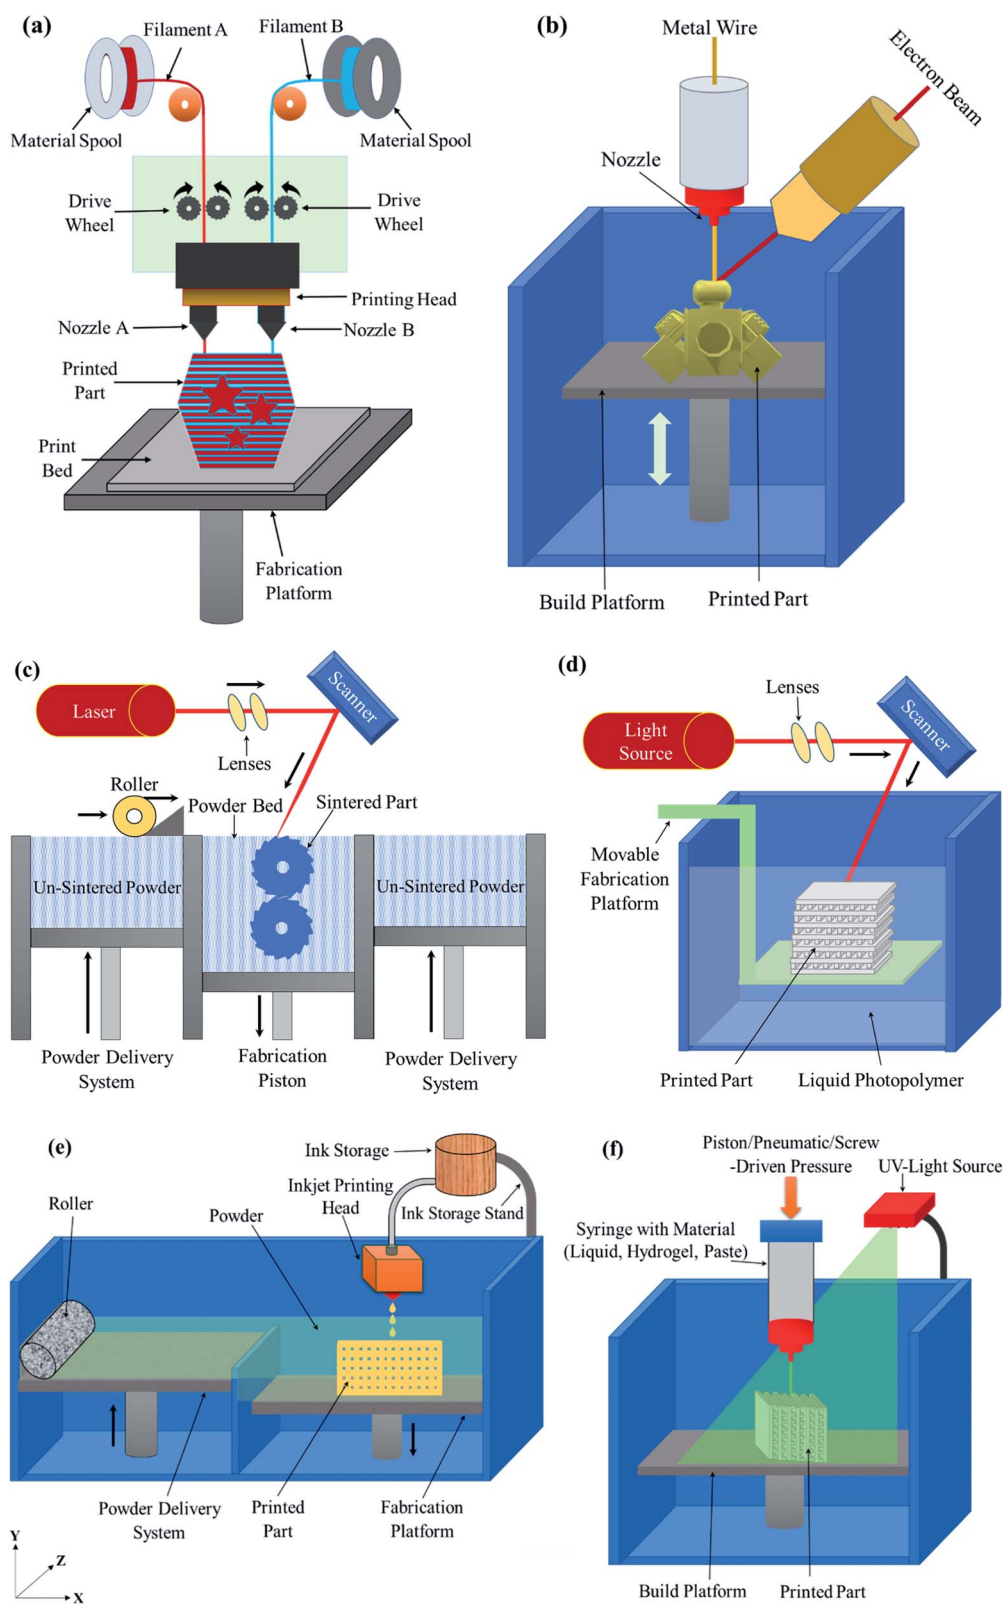 (a)
Filament A
Filament B
Material Spool
Material Spool
Drive
Wheel
Drive
Wheel
Printing Head
Nozzle A
Nozzle B
Printed
Part
Print
Bed
Fabrication
Platform
(b)
Metal Wire
Electron Beam
Nozzle
Build Platform
Printed Part
(c)
Laser
Lenses
Scanner
Roller
Powder Bed
Sintered Part
Un-Sintered Powder
Un-Sintered Powder
Powder Delivery
System
Fabrication
Piston
Powder Delivery
System
(d)
Lenses
Light
Source
Scanner
Movable
Fabrication
Platform
Printed Part
Liquid Photopolymer
(e)
Ink Storage
Inkjet Printing
Head
Ink Storage Stand
Roller
Powder
Powder Delivery
System
Printed
Part
Fabrication
Platform
Y
Z
X
(f)
Piston/Pneumatic/Screw
-Driven Pressure
UV-Light Source
Syringe with Material
(Liquid, Hydrogel, Paste)
Build Platform
Printed Part